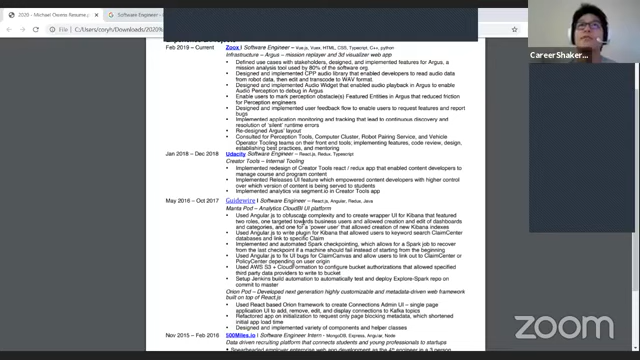 2020 - Michael Owens Resume.p
Google Software Engineer -
File | C:/Users/coryh/Downloads/2020%
Feb 2019 – Current Zoox | Software Engineer – Vue.js, Vuex, HTML, CSS, Typescript, C++, python
Infrastructure – Argus – mission replayer and 3d visualizer web app
Defined use cases with stakeholders, designed, and implemented features for Argus, a
mission analysis tool used by 80% of the software org.
Designed and implemented CPP audio library that enabled developers to read audio data
from robot data, then edit and transcode to WAV format
Designed and implemented Audio Widget that enabled audio playback in Argus to enable
Audio Perception to debug in Argus
Enable users to mark perception obstacle(s) Featured Entities in Argus that reduced friction
for Perception engineers
Designed and implemented user feedback flow to enable users to request features and report
bugs
Implemented application monitoring and tracking that lead to continuous discovery and
resolution of 'silent' runtime errors
Re-designed Argus' layout
Consulted for Perception Tools, Computer Cluster, Robot Pairing Service, and Vehicle
Operator Tooling teams on their front end tools; implementing features, code review, design,
establishing best practices, and mentoring
Jan 2018 – Dec 2018 Udacity Software Engineer – React.js, Redux, Typescript
Creator Tools – Internal Tooling
Implemented redesign of Creator Tools react / redux app that enabled content developers to
manage course and program content
Implemented Releases UI feature which empowered content developers with higher control
over which version of content is being served to students
Implemented analytics via segment.io in Creator Tools app
May 2016 – Oct 2017 Guidewire | Software Engineer – React.js, Angular, Redux, Java
Manta Pod – Analytics CloudBI UI platform
Used Angular.js to obfuscate complexity and to create wrapper UI for Kibana that featured
two roles, one targeted towards business users and allowed creation and edit of dashboards
and categories, and one for a 'power user' that allowed creation of new Kibana indexes
Used Angular.js to write plugin for Kibana that allowed users to keyword search ClaimCenter
databases and link to specific Claim
Implemented and automated Spark checkpointing, which allows for a Spark job to recover
from the last checkpoint if a machine should fail instead of starting from the beginning
Used Angular.js to fix UI bugs for ClaimCanvas and allow users to link out to ClaimCenter or
PolicyCenter depending on user origin
Used AWS S3 + CloudFormation to configure bucket authorizations that allowed specified
third party data providers to write to bucket
Setup Jenkins build automation to automatically test and deploy Explore-Spark repo on
commit to master
Orion Pod – Developed next generation highly customizable and metadata-driven web framework
built on top of React.js
Used React based Orion framework to create Connections Admin UI – single page
application UI to add, remove, edit, and display connections to Kafka topics
Refactored app on initialization to request only page blocking metadata, which shortened
initial app load time
Designed and implemented variety of components and helper classes
Nov 2015 – Feb 2016 500Miles.io | Software Engineer Intern – MongoDB, Express, Angular, Node
Data driven recruiting platform that connects students and young professionals to startups
CareerShaker...
zoom